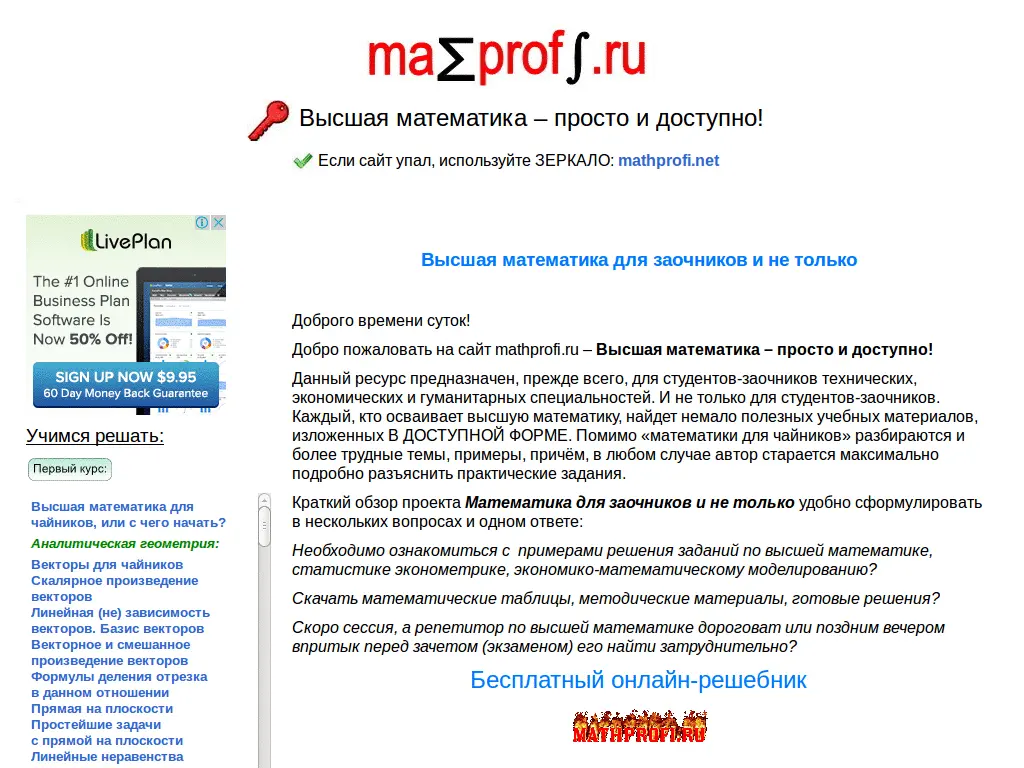 ma∑prof∫.ru
Высшая математика – просто и доступно!
Если сайт упал, используйте ЗЕРКАЛО: mathprofi.net
LivePlan
The #1 Online
Business Plan
Software Is
Now 50% Off!
SIGN UP NOW $9.95
60 Day Money Back Guarantee
Учимся решать:
Первый курс:
Высшая математика для
чайников, или с чего начать?
Аналитическая геометрия:
Векторы для чайников
Скалярное произведение
векторов
Линейная (не) зависимость
векторов. Базис векторов
Векторное и смешанное
произведение векторов
Формулы деления отрезка
в данном отношении
Прямая на плоскости
Простейшие задачи
с прямой на плоскости
Линейные неравенства
Высшая математика для заочников и не только
Доброго времени суток!
Добро пожаловать на сайт mathprofi.ru – Высшая математика – просто и доступно!
Данный ресурс предназначен, прежде всего, для студентов-заочников технических,
экономических и гуманитарных специальностей. И не только для студентов-заочников.
Каждый, кто осваивает высшую математику, найдет немало полезных учебных материалов,
изложенных В ДОСТУПНОЙ ФОРМЕ. Помимо «математики для чайников» разбираются и
более трудные темы, примеры, причём, в любом случае автор старается максимально
подробно разъяснить практические задания.
Краткий обзор проекта Математика для заочников и не только удобно сформулировать
в нескольких вопросах и одном ответе:
Необходимо ознакомиться с примерами решения заданий по высшей математике,
статистике эконометрике, экономико-математическому моделированию?
Скачать математические таблицы, методические материалы, готовые решения?
Скоро сессия, а репетитор по высшей математике дороговат или поздним вечером
впритык перед зачетом (экзаменом) его найти затруднительно?
Бесплатный онлайн-решебник
MATHPROFI.RU